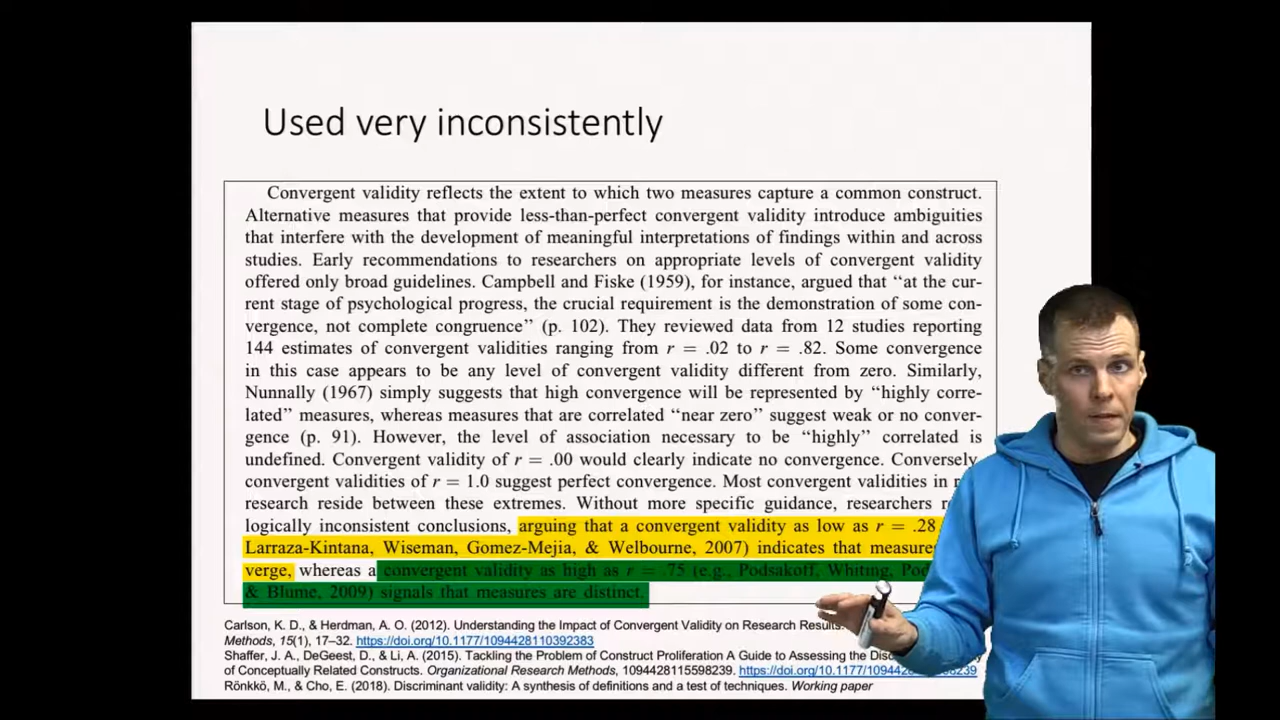 Used very inconsistently
Convergent validity reflects the extent to which two measures capture a common construct.
Alternative measures that provide less-than-perfect convergent validity introduce ambiguities
that interfere with the development of meaningful interpretations of findings within and across
studies. Early recommendations to researchers on appropriate levels of convergent validity
offered only broad guidelines. Campbell and Fiske (1959), for instance, argued that ‘‘at the cur-
rent stage of psychological progress, the crucial requirement is the demonstration of some con-
vergence, not complete congruence’’ (p. 102). They reviewed data from 12 studies reporting
144 estimates of convergent validities ranging from r = .02 to r = .82. Some convergence
in this case appears to be any level of convergent validity different from zero. Similarly,
Nunnally (1967) simply suggests that high convergence will be represented by ‘‘highly corre-
lated’’ measures, whereas measures that are correlated ‘‘near zero’’ suggest weak or no conver-
gence (p. 91). However, the level of association necessary to be ‘‘highly’’ correlated is
undefined. Convergent validity of r = .00 would clearly indicate no convergence. Conversely,
convergent validities of r = 1.0 suggest perfect convergence. Most convergent validities in
research reside between these extremes. Without more specific guidance, researchers
logically inconsistent conclusions, arguing that a convergent validity as low as r = .28
Larraza-Kintana, Wiseman, Gomez-Mejia, & Welbourne, 2007) indicates that measures
verge, whereas a convergent validity as high as r = .75 (e.g., Podsakoff, Whiting,
& Blume, 2009) signals that measures are distinct.
Carlson, K. D., & Herdman, A. O. (2012). Understanding the Impact of Convergent Validity on Research Results.
Methods, 15(1), 17–32. https://doi.org/10.1177/1094428110392383
Shaffer, J. A., DeGeest, D., & Li, A. (2015). Tackling the Problem of Construct Proliferation A Guide to Assessing the
of Conceptually Related Constructs. Organizational Research Methods, 1094428115598239. https://doi.org/10.1177/
Rönkkö, M., & Cho, E. (2018). Discriminant validity: A synthesis of definitions and a test of techniques. Working paper